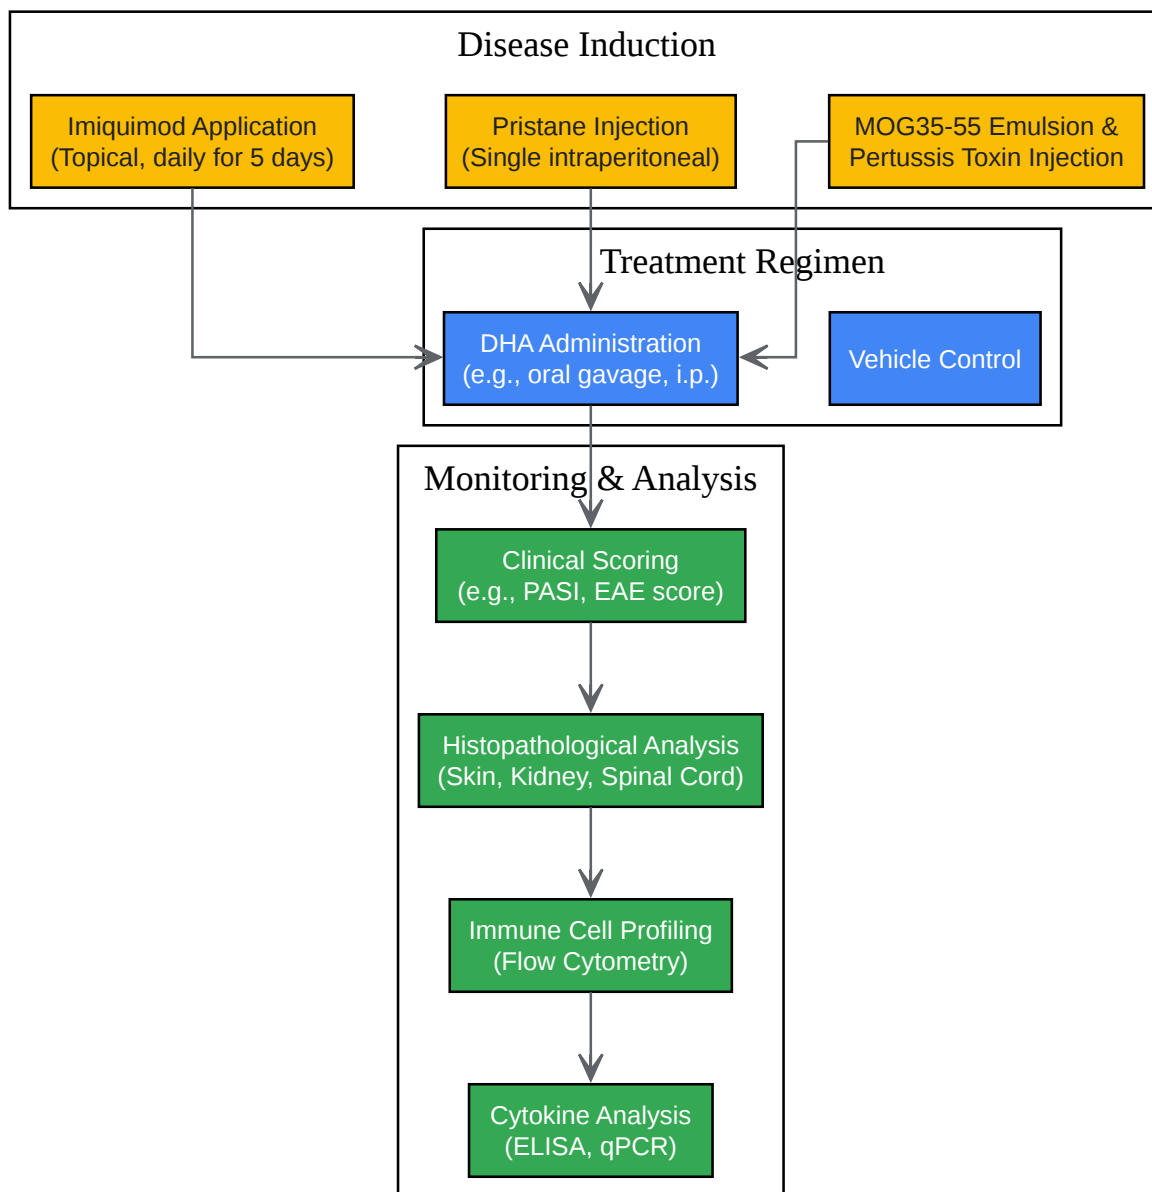 Disease Induction
Imiquimod Application
(Topical, daily for 5 days)
Pristane Injection
(Single intraperitoneal)
MOG35-55 Emulsion &
Pertussis Toxin Injection
Treatment Regimen
DHA Administration
(e.g., oral gavage, i.p.)
Vehicle Control
Monitoring & Analysis
Clinical Scoring
(e.g., PASI, EAE score)
Histopathological Analysis
(Skin, Kidney, Spinal Cord)
Immune Cell Profiling
(Flow Cytometry)
Cytokine Analysis
(ELISA, qPCR)